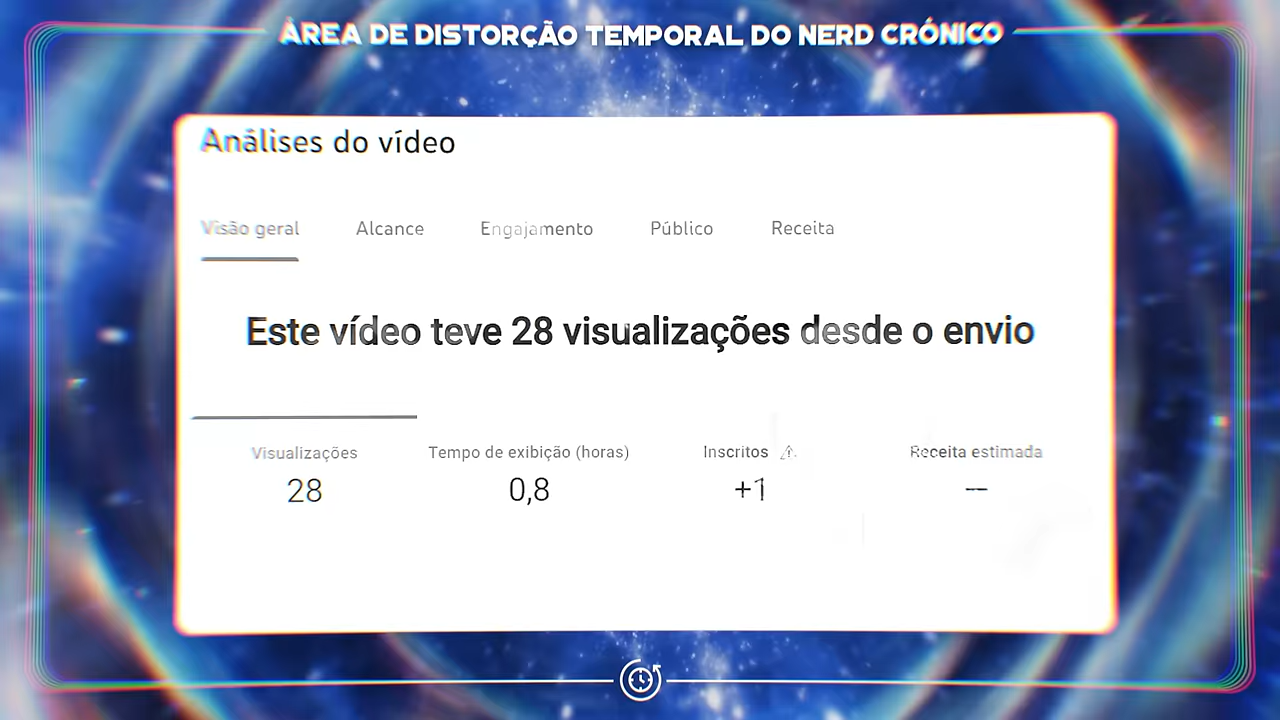 ÁREA DE DISTORÇÃO TEMPORAL DO NERD CRÓNICO
Análises do vídeo
Visão geral Alcance Engajamento Público Receita
Este vídeo teve 28 visualizações desde o envio
Visualizações Tempo de exibição (horas) Inscritos Receita estimada
28 0,8 +1 —